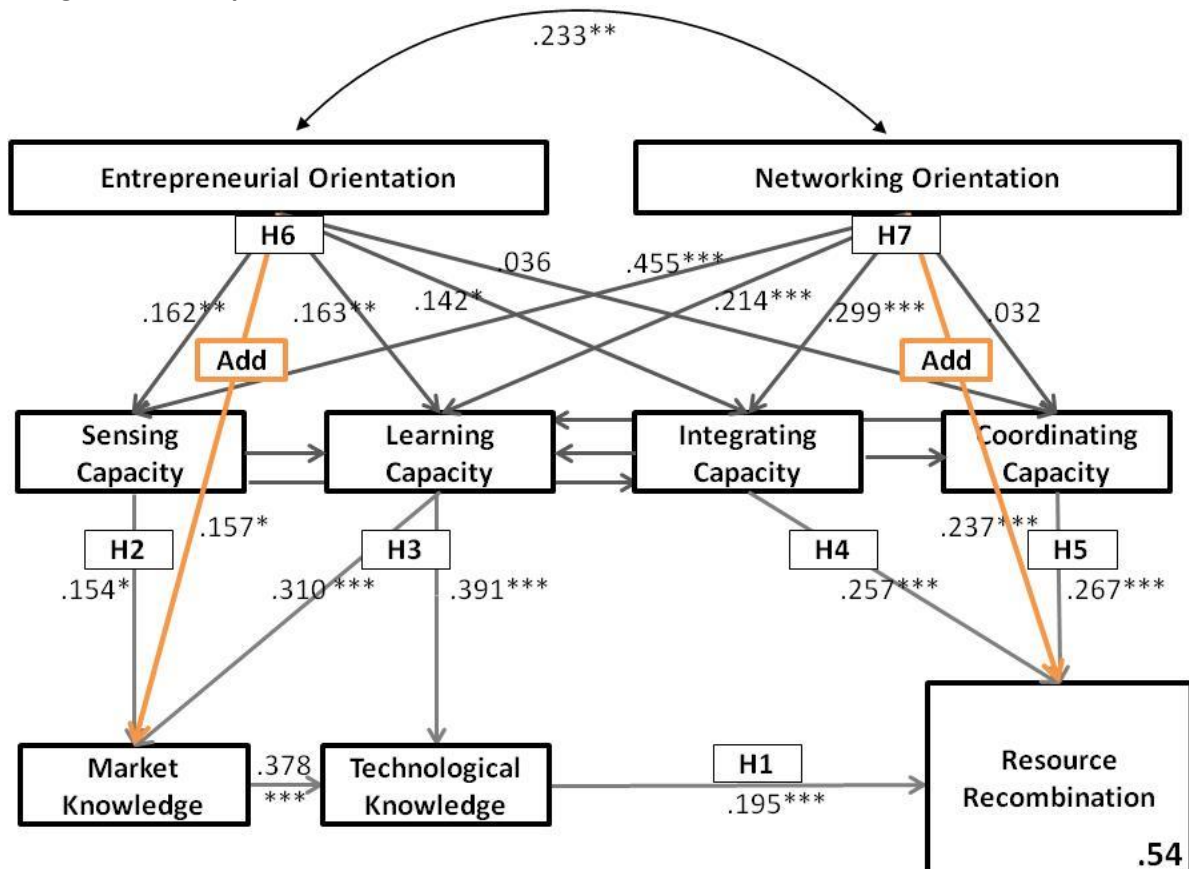 .233**
Entrepreneurial Orientation
Networking Orientation
H6
H7
.036
.455***
.162**
.163**
.142*
.214***
.299***
.032
Add
Add
Sensing
Capacity
Learning
Capacity
Integrating
Capacity
Coordinating
Capacity
H2
.157*
H3
H4
.237***
H5
.154*
.310 ***
.391***
.257***
.267***
Market
Knowledge
.378
***
Technological
Knowledge
H1
.195***
Resource
Recombination
.54